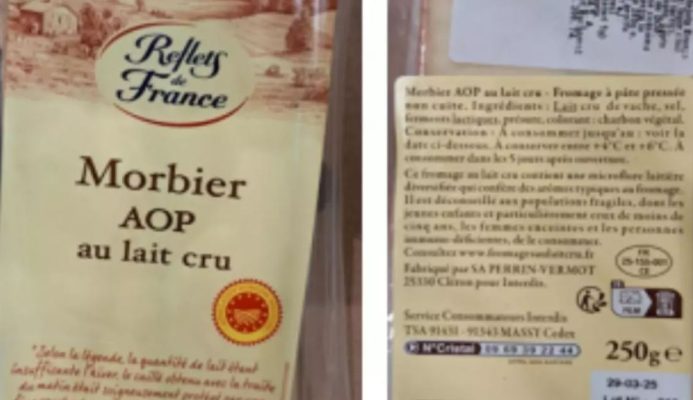 Reflets
de
France
Morbier
AOP
au lait cru
"Selon la légende, la quantité de lait étant
insuffisante l'hiver, le caillé obtenu avec la traite
du matin était soigneusement protégé
Morbier AOP au lait cru - Fromage à pâte pressée
non cuite. Ingrédients : Lait cru de vache, sel,
ferments lactiques, présure, colorant : charbon végétal.
Conservation : À consommer jusqu'au : voir la
date ci-dessous. À conserver entre +4°C et +6°C. À
consommer dans les 5 jours après ouverture.
Ce fromage au lait cru contient une microflore laitière
diversifiée qui confère des arômes typiques au fromage.
Il est déconseillé aux populations fragiles, dont les
jeunes enfants et particulièrement ceux de moins de
cinq ans, les femmes enceintes et les personnes
immuno-déficientes, de le consommer.
Consultez www.fromagesaulaitcru.fr
Fabriqué par SA PERRIN-VERMOT
25330 Cléron pour Interdis.
FR
25-155-001
CE
Service Consommateurs Interdis
TSA 91431 - 91343 MASSY Cedex
N°Cristal 09 69 39 22 44
250g e
29-03-25